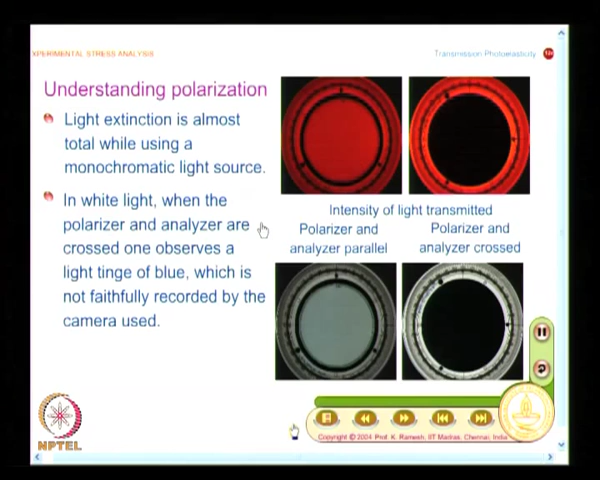 XPERIMENTAL STRESS ANALYSIS
Transmission Photoelasticity
Understanding polarization
Light extinction is almost
total while using a
monochromatic light source.
In white light, when the
polarizer and analyzer are
crossed one observes a
light tinge of blue, which is
not faithfully recorded by the
camera used.
Intensity of light transmitted
Polarizer and
analyzer parallel
Polarizer and
analyzer crossed
NPTEL
Copyright © 2004 Prof. K. Ramesh, IIT Madras, Chennai, India